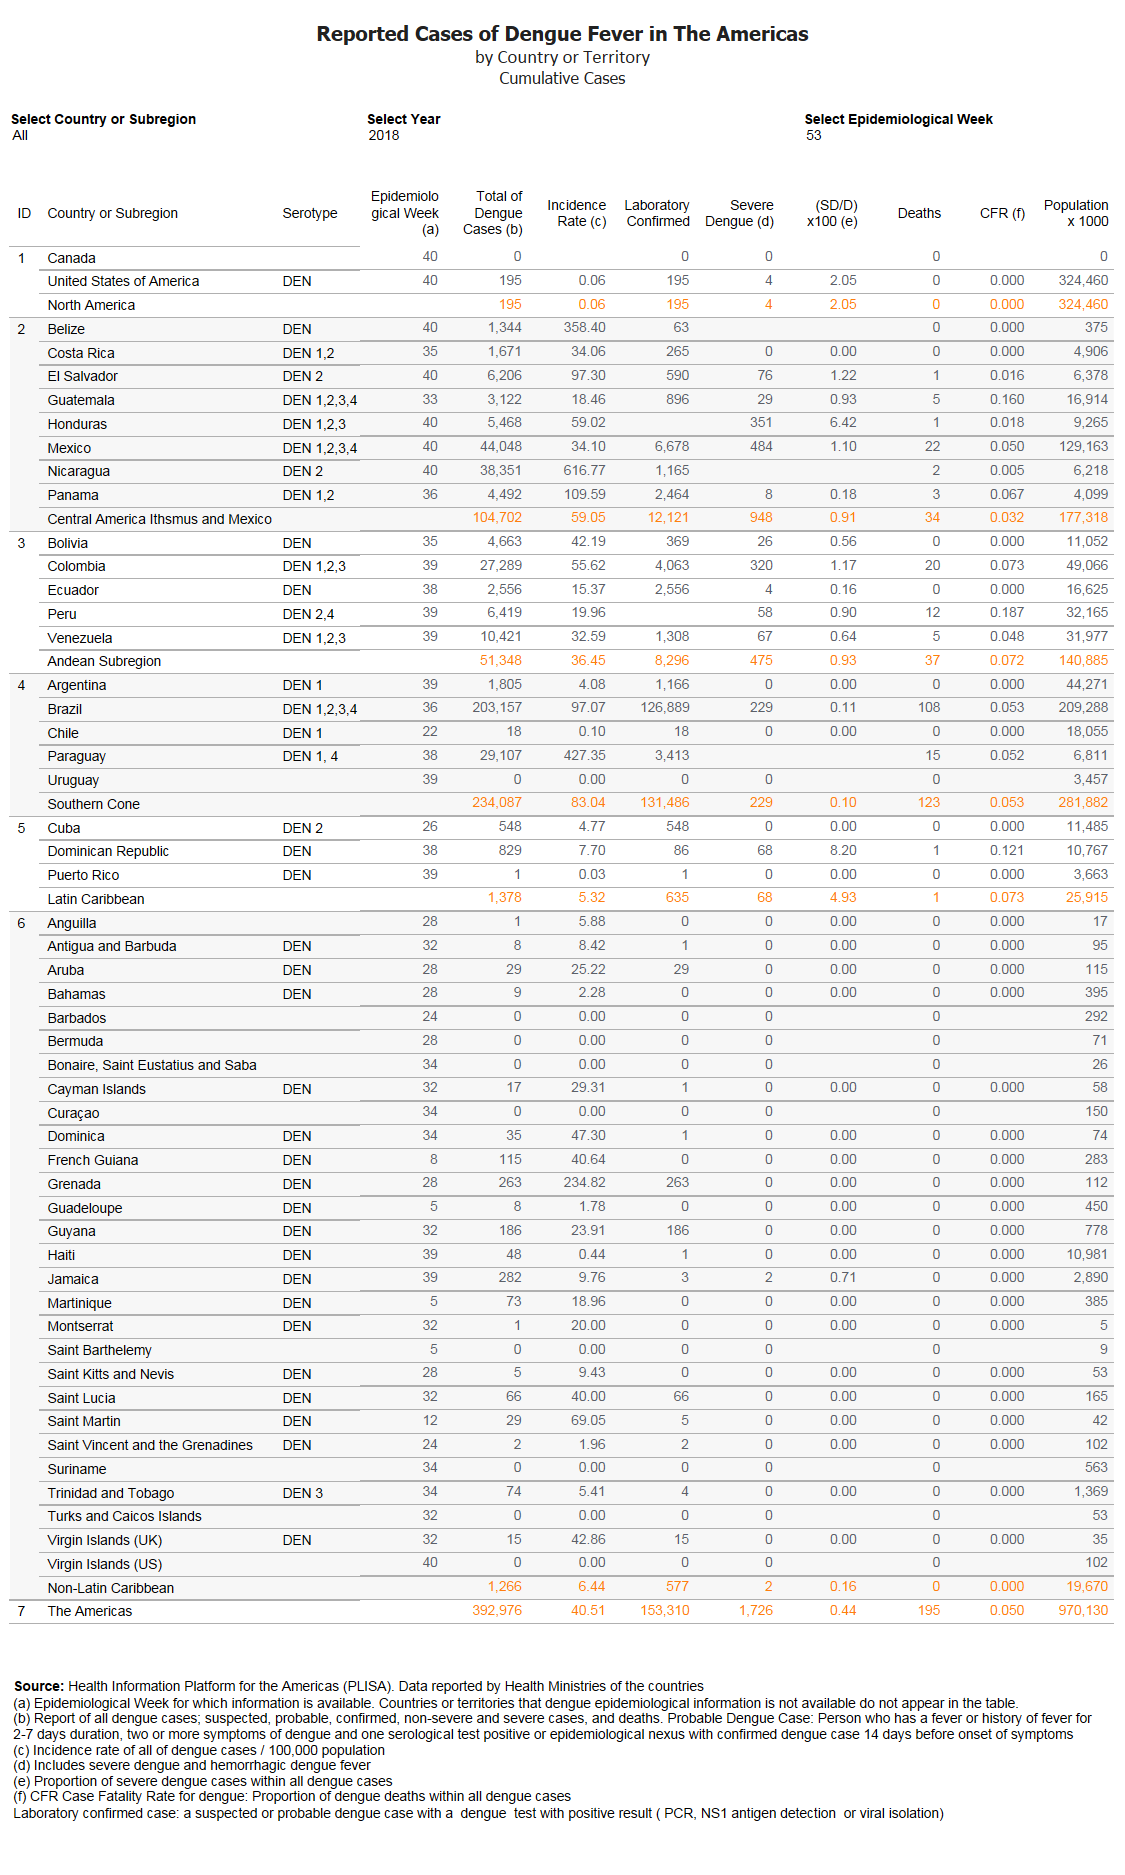 Reported Cases of Dengue Fever in The Americas
by Country or Territory
Cumulative Cases
Select Country or Subregion Select Year Select Epidemiological Week
All 2018 53
ID Country or Subregion Serotype Epidemiolo gical Week (a) Total of Dengue Cases (b) Incidence Rate (c) Laboratory Confirmed Severe Dengue (d) (SD/D) x100 (e) Deaths CFR (f) Population x 1000
1 Canada 40 0 0 0 0 0
United States of America DEN 40 195 0.06 195 4 2.05 0 0.000 324,460
North America 195 0.06 195 4 2.05 0 0.000 324,460
2 Belize DEN 40 1,344 358.40 63 0 0.000 375
Costa Rica DEN 1,2 35 1,671 34.06 265 0 0.00 0 0.000 4,906
El Salvador DEN 2 40 6,206 97.30 590 76 1.22 1 0.016 6,378
Guatemala DEN 1,2,3,4 33 3,122 18.46 896 29 0.93 5 0.160 16,914
Honduras DEN 1,2,3 40 5,468 59.02 351 6.42 1 0.018 9,265
Mexico DEN 1,2,3,4 40 44,048 34.10 6,678 484 1.10 22 0.050 129,163
Nicaragua DEN 2 40 38,351 616.77 1,165 2 0.005 6,218
Panama DEN 1,2 36 4,492 109.59 2,464 8 0.18 3 0.067 4,099
Central America Ithsmus and Mexico 104,702 59.05 12,121 948 0.91 34 0.032 177,318
3 Bolivia DEN 35 4,663 42.19 369 26 0.56 0 0.000 11,052
Colombia DEN 1,2,3 39 27,289 55.62 4,063 320 1.17 20 0.073 49,066
Ecuador DEN 38 2,556 15.37 2,556 4 0.16 0 0.000 16,625
Peru DEN 2,4 39 6,419 19.96 58 0.90 12 0.187 32,165
Venezuela DEN 1,2,3 39 10,421 32.59 1,308 67 0.64 5 0.048 31,977
Andean Subregion 51,348 36.45 8,296 475 0.93 37 0.072 140,885
4 Argentina DEN 1 39 1,805 4.08 1,166 0 0.00 0 0.000 44,271
Brazil DEN 1,2,3,4 36 203,157 97.07 126,889 229 0.11 108 0.053 209,288
Chile DEN 1 22 18 0.10 18 0 0.00 0 0.000 18,055
Paraguay DEN 1, 4 38 29,107 427.35 3,413 15 0.052 6,811
Uruguay 39 0 0.00 0 0 0 3,457
Southern Cone 234,087 83.04 131,486 229 0.10 123 0.053 281,882
5 Cuba DEN 2 26 548 4.77 548 0 0.00 0 0.000 11,485
Dominican Republic DEN 38 829 7.70 86 68 8.20 1 0.121 10,767
Puerto Rico DEN 39 1 0.03 1 0 0.00 0 0.000 3,663
Latin Caribbean 1,378 5.32 635 68 4.93 1 0.073 25,915
6 Anguilla 28 1 5.88 0 0 0.00 0 0.000 17
Antigua and Barbuda DEN 32 8 8.42 1 0 0.00 0 0.000 95
Aruba DEN 28 29 25.22 29 0 0.00 0 0.000 115
Bahamas DEN 28 9 2.28 0 0 0.00 0 0.000 395
Barbados 24 0 0.00 0 0 0 292
Bermuda 28 0 0.00 0 0 0 71
Bonaire, Saint Eustatius and Saba 34 0 0.00 0 0 0 26
Cayman Islands DEN 32 17 29.31 1 0 0.00 0 0.000 58
Curaçao 34 0 0.00 0 0 0 150
Dominica DEN 34 35 47.30 1 0 0.00 0 0.000 74
French Guiana DEN 8 115 40.64 0 0 0.00 0 0.000 283
Grenada DEN 28 263 234.82 263 0 0.00 0 0.000 112
Guadeloupe DEN 5 8 1.78 0 0 0.00 0 0.000 450
Guyana DEN 32 186 23.91 186 0 0.00 0 0.000 778
Haiti DEN 39 48 0.44 1 0 0.00 0 0.000 10,981
Jamaica DEN 39 282 9.76 3 2 0.71 0 0.000 2,890
Martinique DEN 5 73 18.96 0 0 0.00 0 0.000 385
Montserrat DEN 32 1 20.00 0 0 0.00 0 0.000 5
Saint Barthelemy 5 0 0.00 0 0 0 9
Saint Kitts and Nevis DEN 28 5 9.43 0 0 0.00 0 0.000 53
Saint Lucia DEN 32 66 40.00 66 0 0.00 0 0.000 165
Saint Martin DEN 12 29 69.05 5 0 0.00 0 0.000 42
Saint Vincent and the Grenadines DEN 24 2 1.96 2 0 0.00 0 0.000 102
Suriname 34 0 0.00 0 0 0 563
Trinidad and Tobago DEN 3 34 74 5.41 4 0 0.00 0 0.000 1,369
Turks and Caicos Islands 32 0 0.00 0 0 0 53
Virgin Islands (UK) DEN 32 15 42.86 15 0 0.00 0 0.000 35
Virgin Islands (US) 40 0 0.00 0 0 0 102
Non-Latin Caribbean 1,266 6.44 577 2 0.16 0 0.000 19,670
7 The Americas 392,976 40.51 153,310 1,726 0.44 195 0.050 970,130
Source: Health Information Platform for the Americas (PLISA). Data reported by Health Ministries of the countries
(a) Epidemiological Week for which information is available. Countries or territories that dengue epidemiological information is not available do not appear in the table.
(b) Report of all dengue cases; suspected, probable, confirmed, non-severe and severe cases, and deaths. Probable Dengue Case: Person who has a fever or history of fever for
2-7 days duration, two or more symptoms of dengue and one serological test positive or epidemiological nexus with confirmed dengue case 14 days before onset of symptoms
(c) Incidence rate of all of dengue cases / 100,000 population
(d) Includes severe dengue and hemorrhagic dengue fever
(e) Proportion of severe dengue cases within all dengue cases
(f) CFR Case Fatality Rate for dengue: Proportion of dengue deaths within all dengue cases
Laboratory confirmed case: a suspected or probable dengue case with a dengue test with positive result ( PCR, NS1 antigen detection or viral isolation)